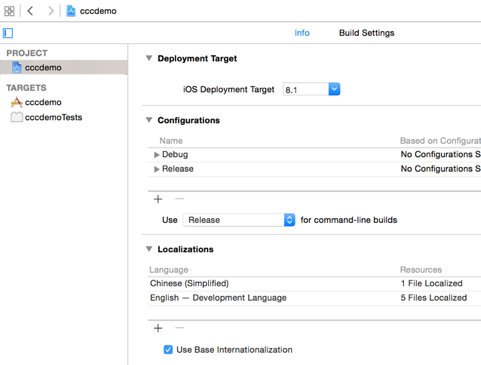 cccdemo
Info Build Settings
PROJECT
cccdemo
TARGETS
cccdemo
cccdemoTests
Deployment Target
iOS Deployment Target 8.1
Configurations
Name Based on Configurat
Debug No Configurations S
Release No Configurations S
+ −
Use Release for command-line builds
Localizations
Language Resources
Chinese (Simplified) 1 File Localized
English — Development Language 5 Files Localized
+ −
Use Base Internationalization